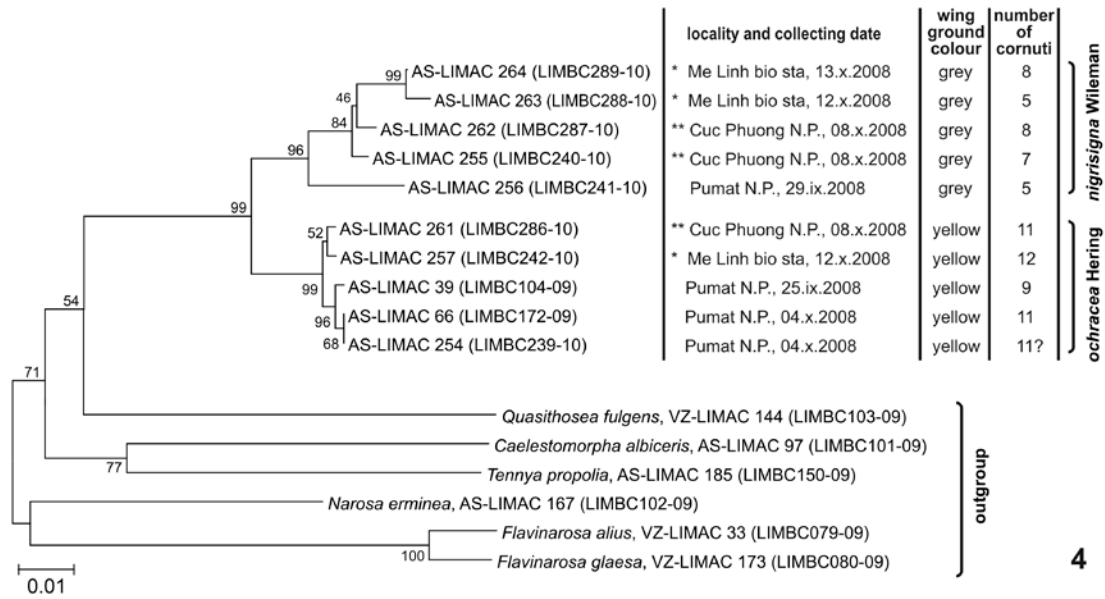 locality and collecting date
wing
ground
colour
number
of
cornuti
99 AS-LIMAC 264 (LIMBC289-10) * Me Linh bio sta, 13.x.2008 grey 8
AS-LIMAC 263 (LIMBC288-10) * Me Linh bio sta, 12.x.2008 grey 5
46
AS-LIMAC 262 (LIMBC287-10) ** Cuc Phuong N.P., 08.x.2008 grey 8
84
AS-LIMAC 255 (LIMBC240-10) ** Cuc Phuong N.P., 08.x.2008 grey 7
96
AS-LIMAC 256 (LIMBC241-10) Pumat N.P., 29.ix.2008 grey 5
nigrisigna Wileman
99
52 AS-LIMAC 261 (LIMBC286-10) ** Cuc Phuong N.P., 08.x.2008 yellow 11
AS-LIMAC 257 (LIMBC242-10) * Me Linh bio sta, 12.x.2008 yellow 12
99 AS-LIMAC 39 (LIMBC104-09) Pumat N.P., 25.ix.2008 yellow 9
96 AS-LIMAC 66 (LIMBC172-09) Pumat N.P., 04.x.2008 yellow 11
68 AS-LIMAC 254 (LIMBC239-10) Pumat N.P., 04.x.2008 yellow 11?
ochracea Hering
54
71
Quasithosea fulgens, VZ-LIMAC 144 (LIMBC103-09)
Caelestomorpha albiceris, AS-LIMAC 97 (LIMBC101-09)
77
Tennya propolia, AS-LIMAC 185 (LIMBC150-09)
Narosa erminea, AS-LIMAC 167 (LIMBC102-09)
Flavinarosa alius, VZ-LIMAC 33 (LIMBC079-09)
100
Flavinarosa glaesa, VZ-LIMAC 173 (LIMBC080-09)
outgroup
0.01
4